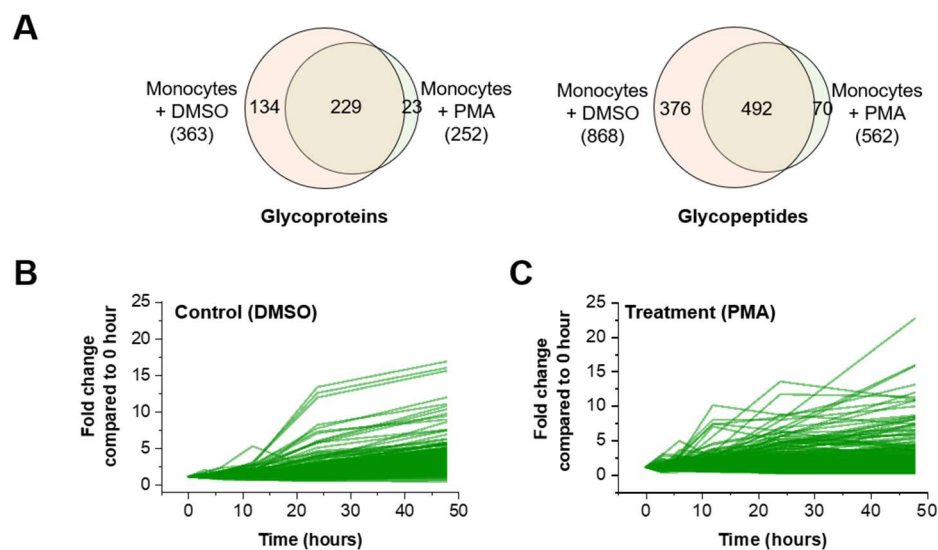 A
Monocytes
+ DMSO
(363)
134
229
23
Monocytes
+ PMA
(252)
Glycoproteins
Monocytes
+ DMSO
(868)
376
492
70
Monocytes
+ PMA
(562)
Glycopeptides
B
Control (DMSO)
Fold change
compared to 0 hour
25
20
15
10
5
0
0 10 20 30 40 50
Time (hours)
C
Treatment (PMA)
Fold change
compared to 0 hour
25
20
15
10
5
0
0 10 20 30 40 50
Time (hours)